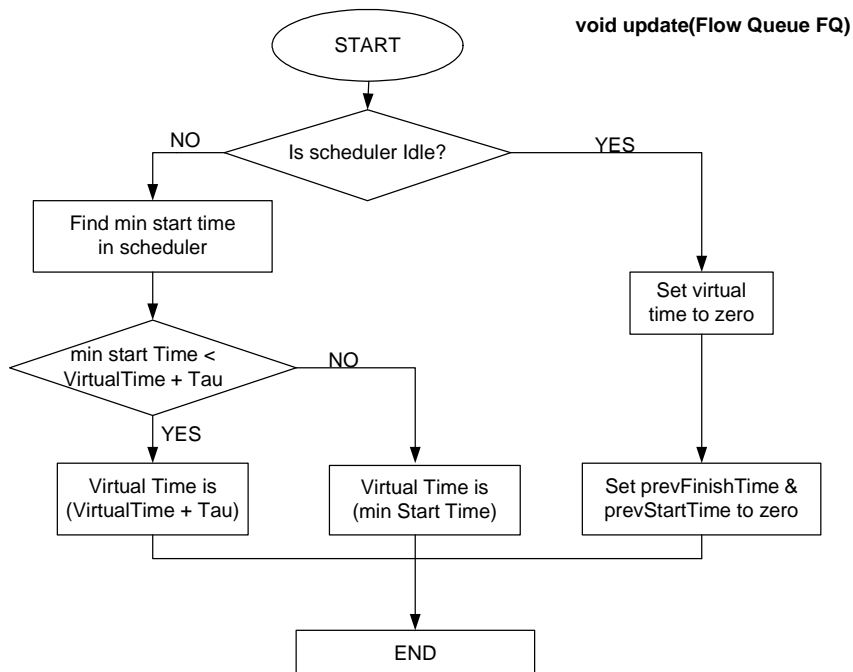 void update(Flow Queue FQ)
START
NO
Is scheduler Idle?
YES
Find min start time
in scheduler
Set virtual
time to zero
min start Time <
VirtualTime + Tau
NO
YES
Virtual Time is
(VirtualTime + Tau)
Virtual Time is
(min Start Time)
Set prevFinishTime &
prevStartTime to zero
END